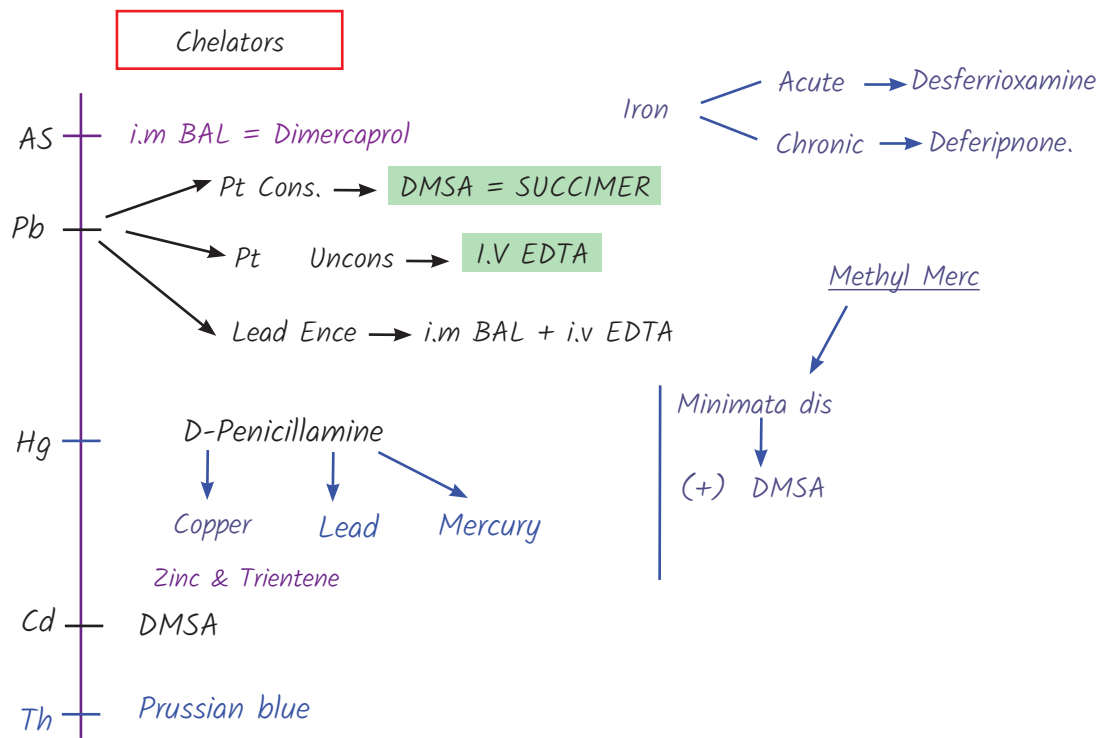 Chelators
Iron
Acute → Desferrioxamine
Chronic → Deferipnone.
AS i.m BAL = Dimercaprol
Pb
Pt Cons. → DMSA = SUCCIMER
Pt Uncons → I.V EDTA
Lead Ence → i.m BAL + i.v EDTA
Methyl Merc
Minimata dis
(+) DMSA
Hg D-Penicillamine
Copper Lead Mercury
Zinc & Trientene
Cd DMSA
Th Prussian blue